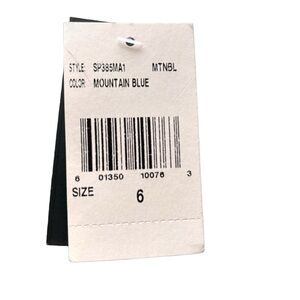 STYLE: SP385MA1 MTNBL
COLOR: MOUNTAIN BLUE
6 01350 10076 3
SIZE 6